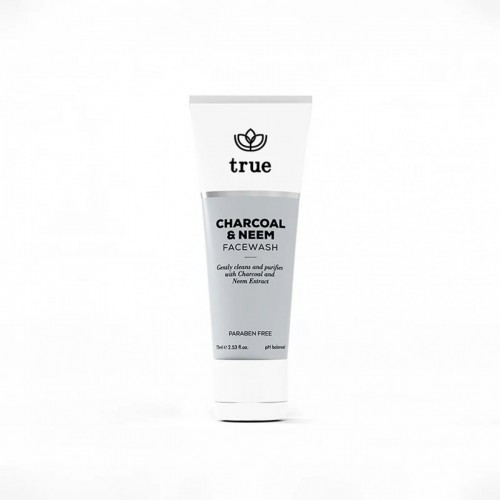 true
CHARCOAL
& NEEM
FACEWASH
Gently cleans and purifies
with Charcoal and
Neem Extract
PARABEN FREE
75ml e 2.53 fl.oz. pH balanced